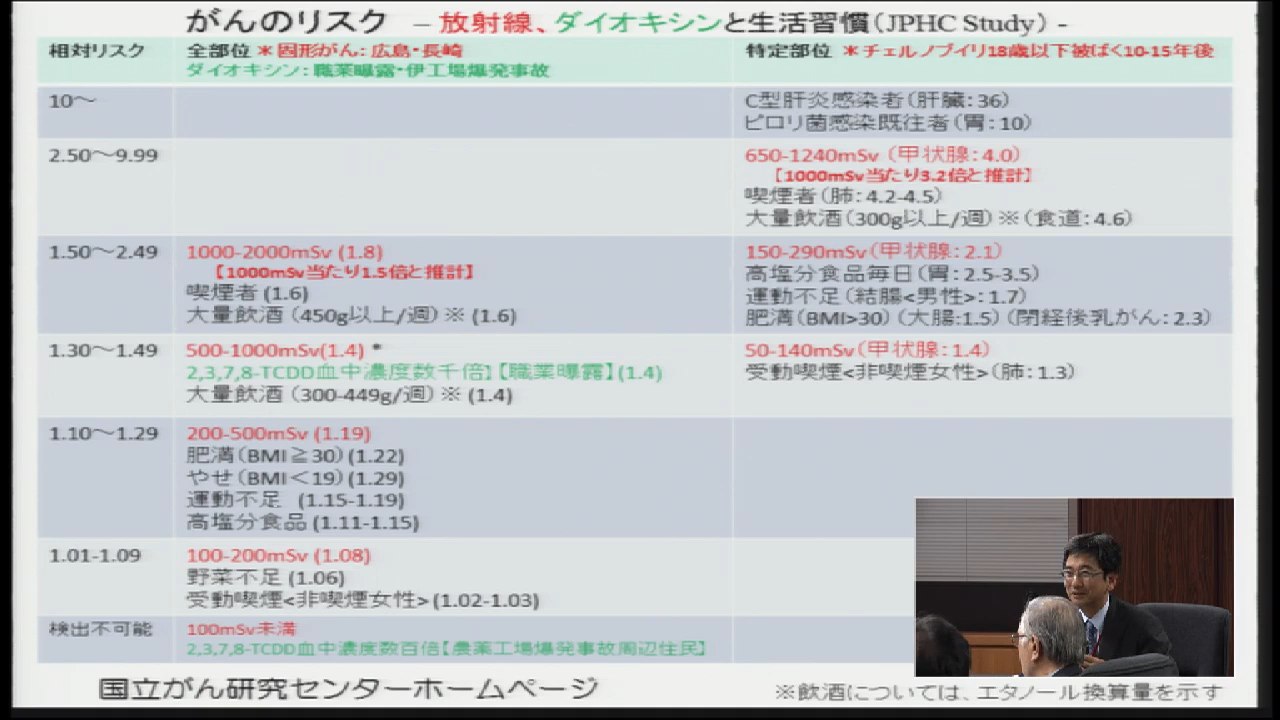 がんのリスク － 放射線、ダイオキシンと生活習慣（JPHC Study） -
相対リスク
全部位 ＊固形がん：広島・長崎
ダイオキシン：職業曝露・伊工場爆発事故
特定部位 ＊チェルノブイリ18歳以下被ばく10-15年後
10～
C型肝炎感染者（肝臓：36）
ピロリ菌感染既往者（胃：10）
2.50～9.99
650-1240mSv（甲状腺：4.0）
【1000mSv当たり3.2倍と推計】
喫煙者（肺：4.2-4.5）
大量飲酒（300g以上/週）※（食道：4.6）
1.50～2.49
1000-2000mSv (1.8)
【1000mSv当たり1.5倍と推計】
喫煙者 (1.6)
大量飲酒（450g以上/週）※ (1.6)
150-290mSv（甲状腺：2.1）
高塩分食品毎日（胃：2.5-3.5）
運動不足（結腸<男性>：1.7）
肥満（BMI>30）（大腸:1.5）（閉経後乳がん：2.3）
1.30～1.49
500-1000mSv(1.4) *
2,3,7,8-TCDD血中濃度数千倍】【職業曝露】(1.4)
大量飲酒（300-449g/週）※ (1.4)
50-140mSv（甲状腺：1.4）
受動喫煙<非喫煙女性>（肺：1.3）
1.10～1.29
200-500mSv (1.19)
肥満（BMI≧30）(1.22)
やせ（BMI＜19）(1.29)
運動不足 (1.15-1.19)
高塩分食品 (1.11-1.15)
1.01-1.09
100-200mSv (1.08)
野菜不足 (1.06)
受動喫煙<非喫煙女性> (1.02-1.03)
検出不可能
100mSv未満
2,3,7,8-TCDD血中濃度数百倍【農薬工場爆発事故周辺住民】
国立がん研究センターホームページ
※飲酒については、エタノール換算量を示す